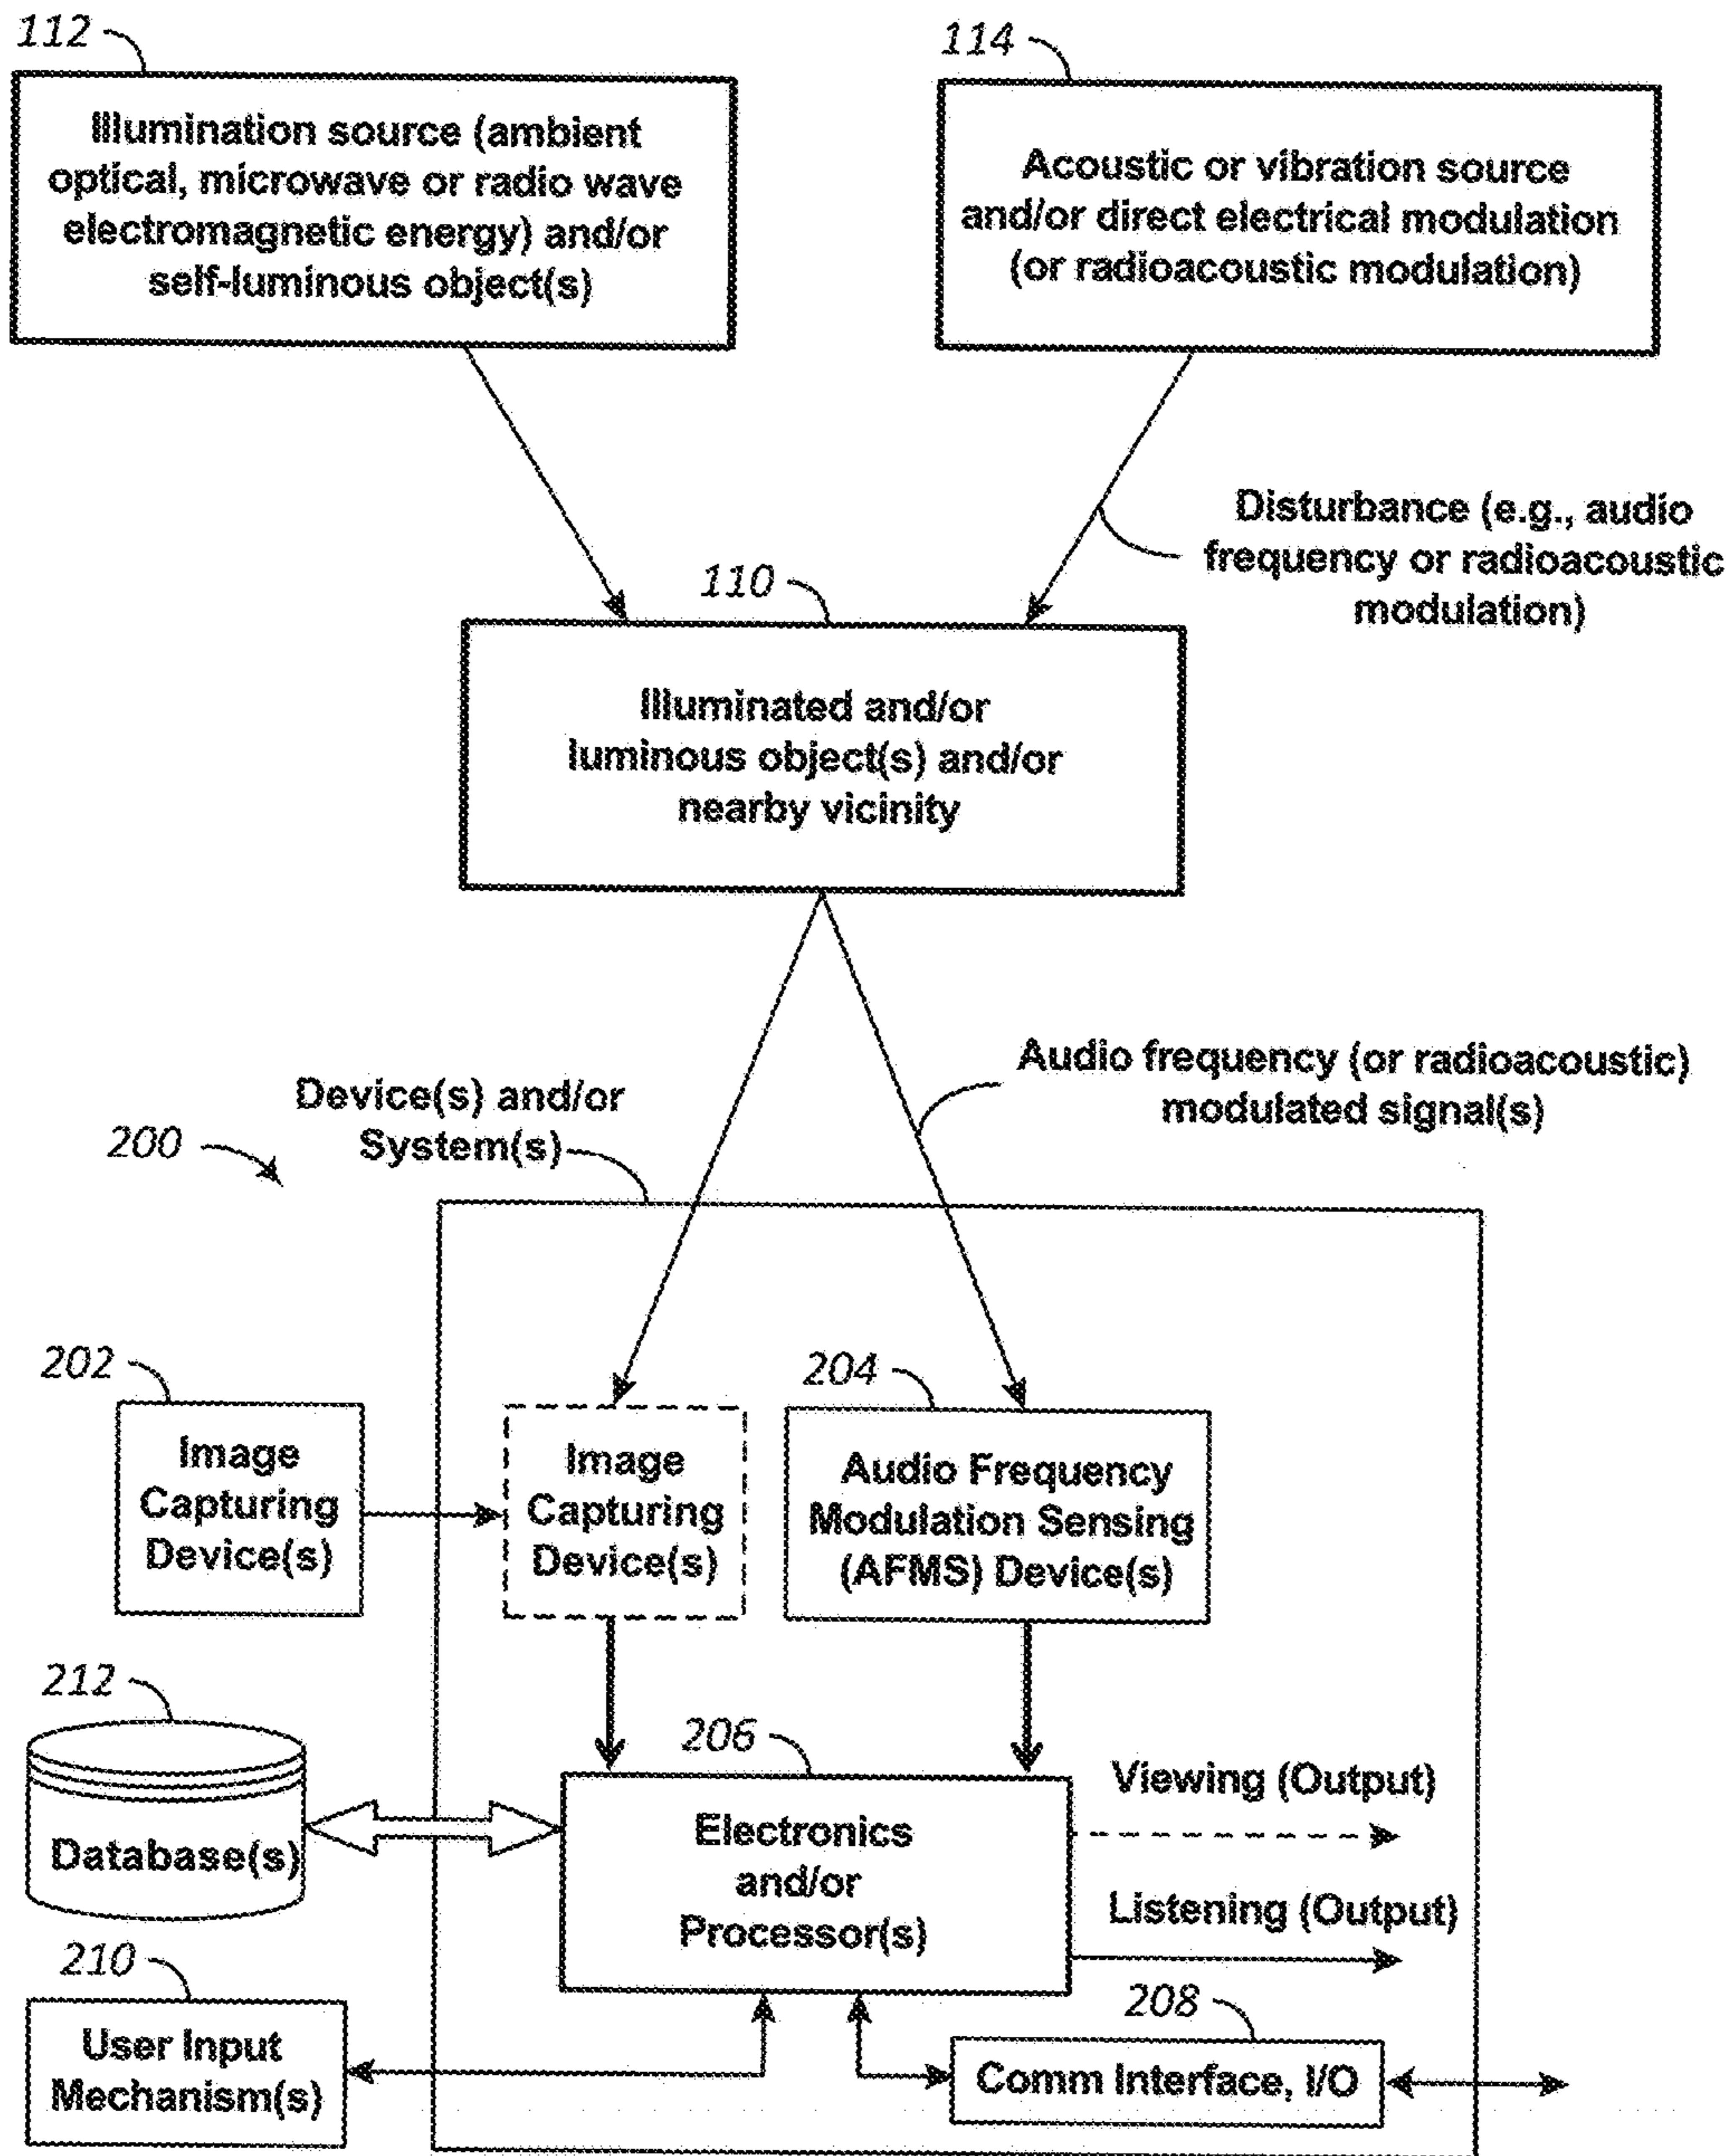 112
Illumination source (ambient
optical, microwave or radio wave
electromagnetic energy) and/or
self-luminous object(s)
114
Acoustic or vibration source
and/or direct electrical modulation
(or radioacoustic modulation)
Disturbance (e.g., audio
frequency or radioacoustic
modulation)
110
Illuminated and/or
luminous object(s) and/or
nearby vicinity
Audio frequency (or radioacoustic)
modulated signal(s)
Device(s) and/or
System(s)
200
202
Image
Capturing
Device(s)
Image
Capturing
Device(s)
204
Audio Frequency
Modulation Sensing
(AFMS) Device(s)
212
Database(s)
206
Electronics
and/or
Processor(s)
Viewing (Output)
Listening (Output)
210
User Input
Mechanism(s)
208
Comm Interface, I/O